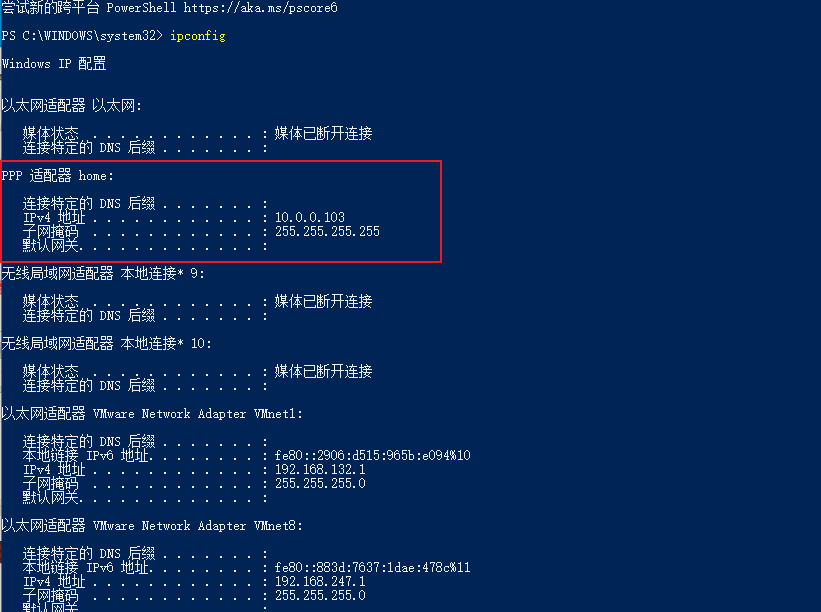 尝试新的跨平台 PowerShell https://aka.ms/pscore6
PS C:\WINDOWS\system32> ipconfig
Windows IP 配置
以太网适配器 以太网:
媒体状态 . . . . . . . . . . . . : 媒体已断开连接
连接特定的 DNS 后缀 . . . . . . . :
PPP 适配器 home:
连接特定的 DNS 后缀 . . . . . . . :
IPv4 地址 . . . . . . . . . . . . : 10.0.0.103
子网掩码 . . . . . . . . . . . . : 255.255.255.255
默认网关. . . . . . . . . . . . . :
无线局域网适配器 本地连接* 9:
媒体状态 . . . . . . . . . . . . : 媒体已断开连接
连接特定的 DNS 后缀 . . . . . . . :
无线局域网适配器 本地连接* 10:
媒体状态 . . . . . . . . . . . . : 媒体已断开连接
连接特定的 DNS 后缀 . . . . . . . :
以太网适配器 VMware Network Adapter VMnet1:
连接特定的 DNS 后缀 . . . . . . . :
本地链接 IPv6 地址. . . . . . . . : fe80::2906:d515:965b:e094%10
IPv4 地址 . . . . . . . . . . . . : 192.168.132.1
子网掩码 . . . . . . . . . . . . : 255.255.255.0
默认网关. . . . . . . . . . . . . :
以太网适配器 VMware Network Adapter VMnet8:
连接特定的 DNS 后缀 . . . . . . . :
本地链接 IPv6 地址. . . . . . . . : fe80::883d:7637:1dae:478c%11
IPv4 地址 . . . . . . . . . . . . : 192.168.247.1
子网掩码 . . . . . . . . . . . . : 255.255.255.0
默认网关. . . . . . . . . . . . . :